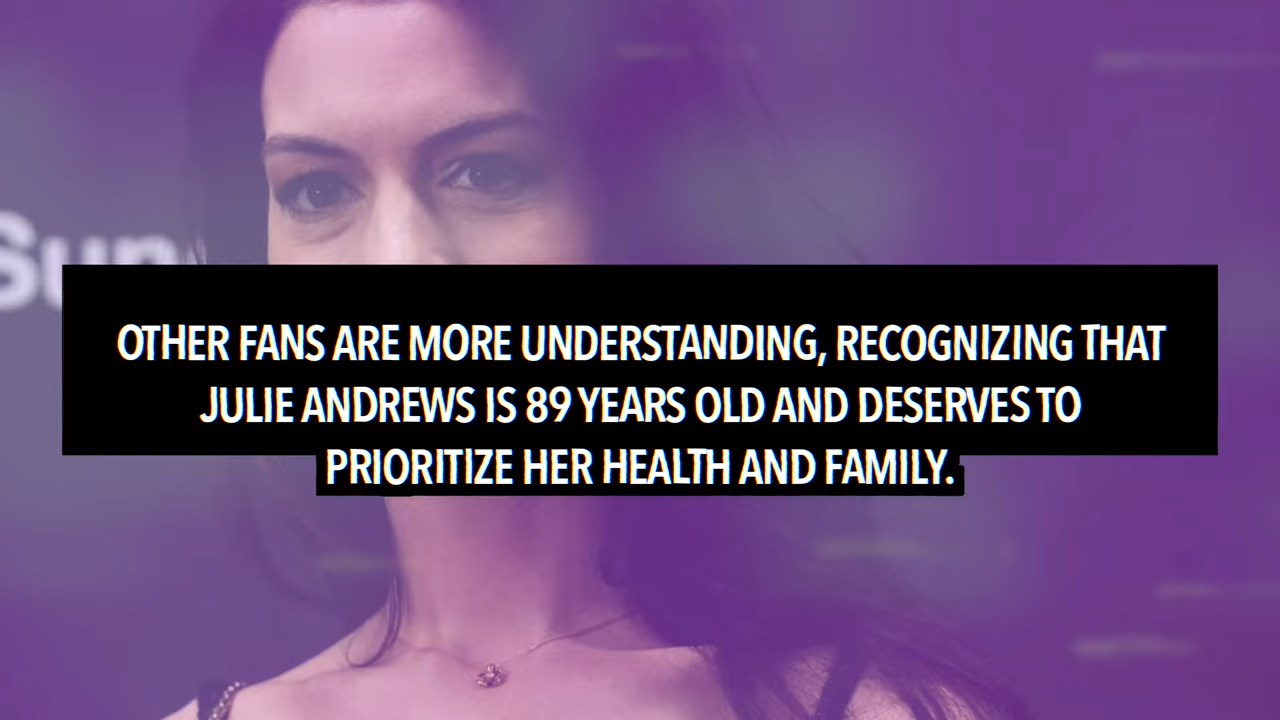 Sun
OTHER FANS ARE MORE UNDERSTANDING, RECOGNIZING THAT
JULIE ANDREWS IS 89 YEARS OLD AND DESERVES TO
PRIORITIZE HER HEALTH AND FAMILY.